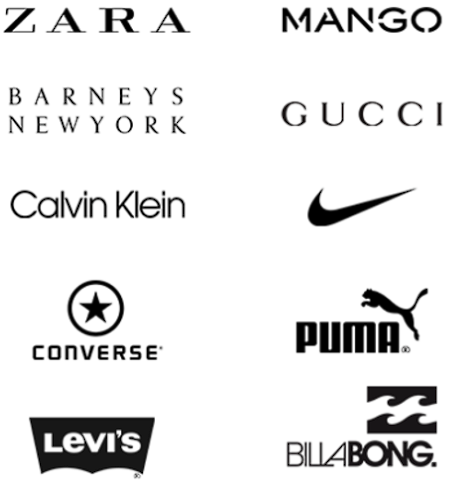 ZARA
MANGO
BARNEYS
NEWYORK
GUCCI
Calvin Klein
CONVERSE®
PUMA®
LEVI'S®
BILLABONG.